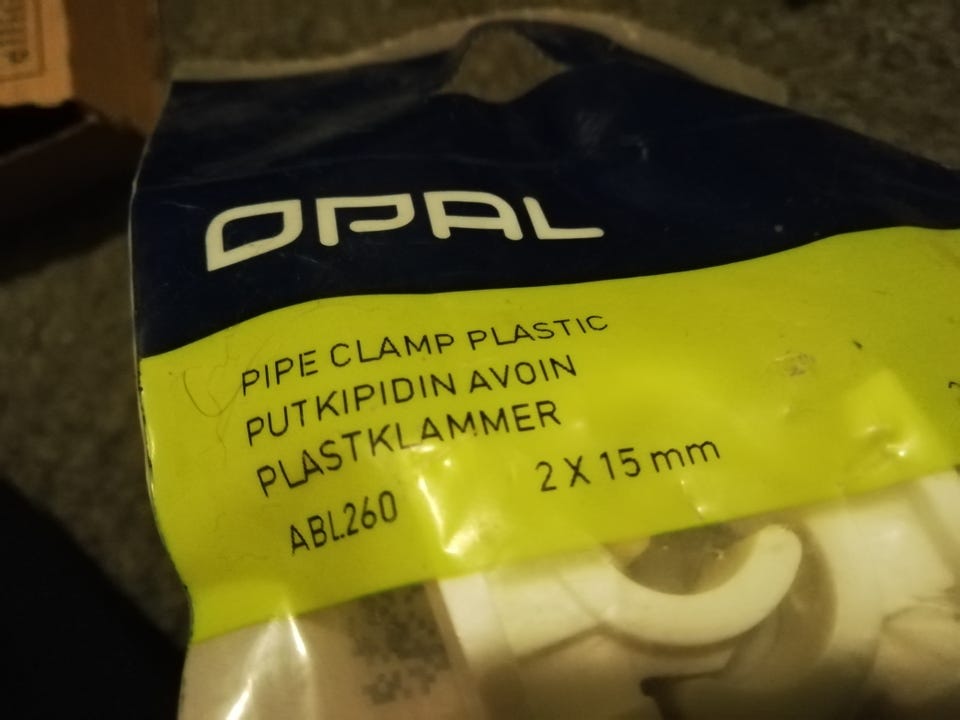 OPAL
PIPE CLAMP PLASTIC
PUTKIPIDIN AVOIN
PLASTKLAMMER
ABL260 2 X 15 mm